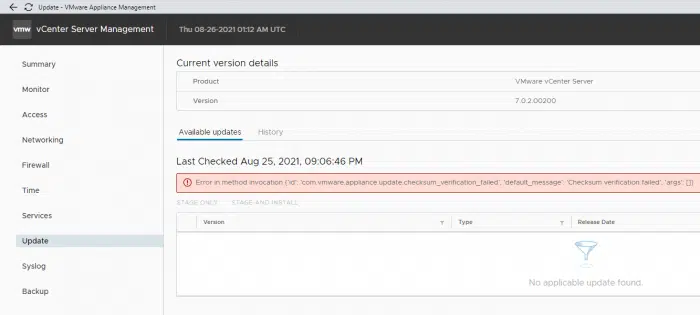 Update - VMware Appliance Management
vmw vCenter Server Management Thu 08-26-2021 01:12 AM UTC
Summary
Monitor
Access
Networking
Firewall
Time
Services
Update
Syslog
Backup
Current version details
Product VMware vCenter Server
Version 7.0.2.00200
Available updates History
Last Checked Aug 25, 2021, 09:06:46 PM
Error in method invocation {'id': 'com.vmware.appliance.update.checksum_verification_failed', 'default_message': 'Checksum verification failed', 'args': []}
STAGE ONLY STAGE AND INSTALL
Version Type Release Date
No applicable update found.